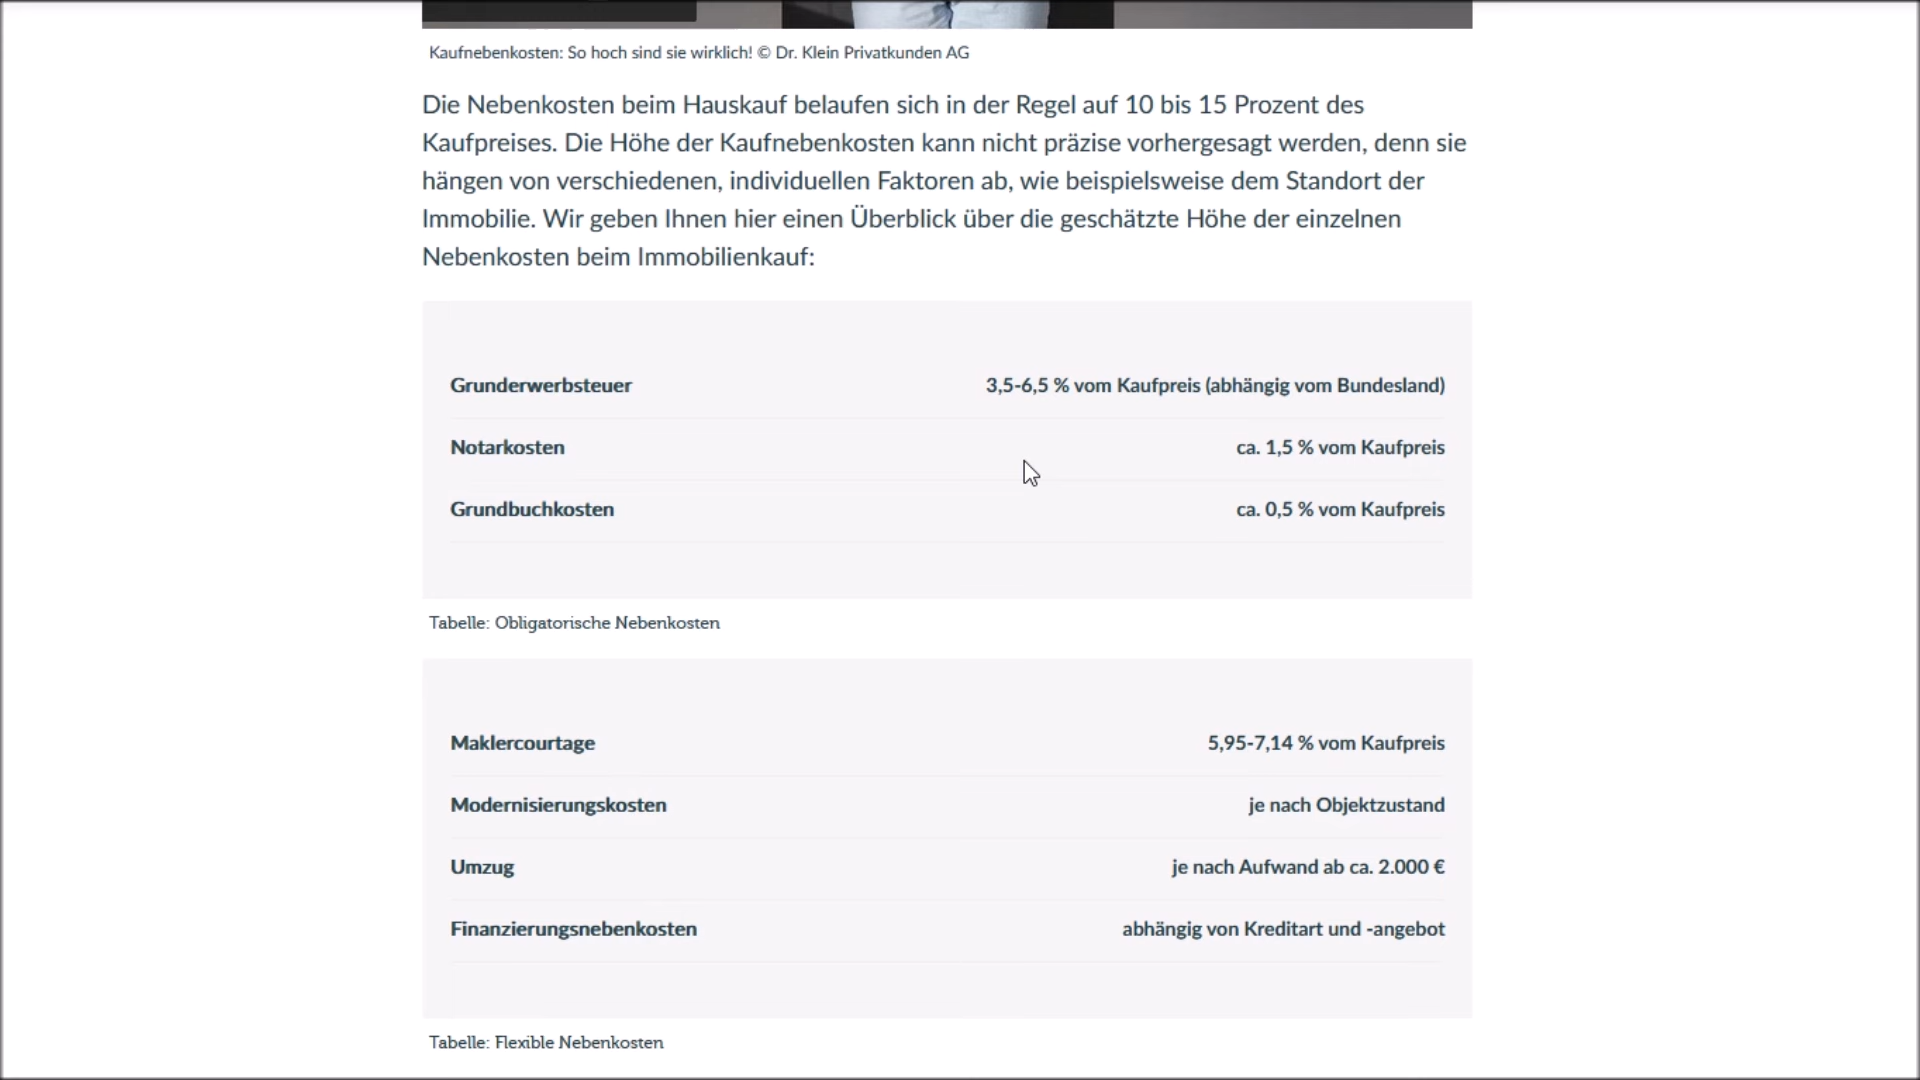 Kaufnebenkosten: So hoch sind sie wirklich! © Dr. Klein Privatkunden AG
Die Nebenkosten beim Hauskauf belaufen sich in der Regel auf 10 bis 15 Prozent des
Kaufpreises. Die Höhe der Kaufnebenkosten kann nicht präzise vorhergesagt werden, denn sie
hängen von verschiedenen, individuellen Faktoren ab, wie beispielsweise dem Standort der
Immobilie. Wir geben Ihnen hier einen Überblick über die geschätzte Höhe der einzelnen
Nebenkosten beim Immobilienkauf:
Grunderwerbsteuer 3,5-6,5 % vom Kaufpreis (abhängig vom Bundesland)
Notarkosten ca. 1,5 % vom Kaufpreis
Grundbuchkosten ca. 0,5 % vom Kaufpreis
Tabelle: Obligatorische Nebenkosten
Maklercourtage 5,95-7,14 % vom Kaufpreis
Modernisierungskosten je nach Objektzustand
Umzug je nach Aufwand ab ca. 2.000 €
Finanzierungsnebenkosten abhängig von Kreditart und -angebot
Tabelle: Flexible Nebenkosten